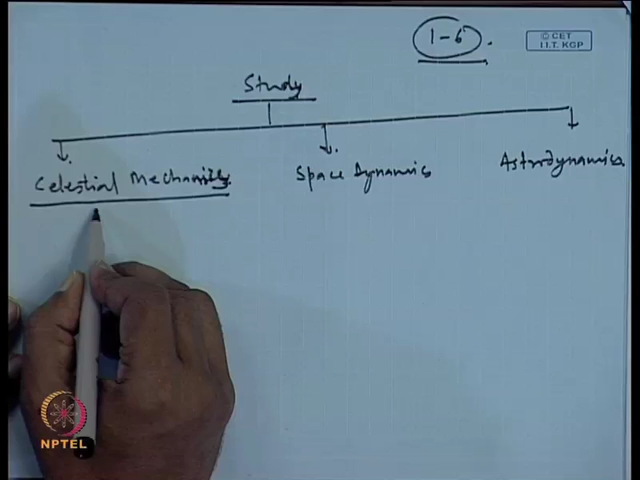 1-6.
© CET
I.I.T. KGP
Study
Celestial Mechanics.
Space Dynamics
Astrodynamics.
NPTEL